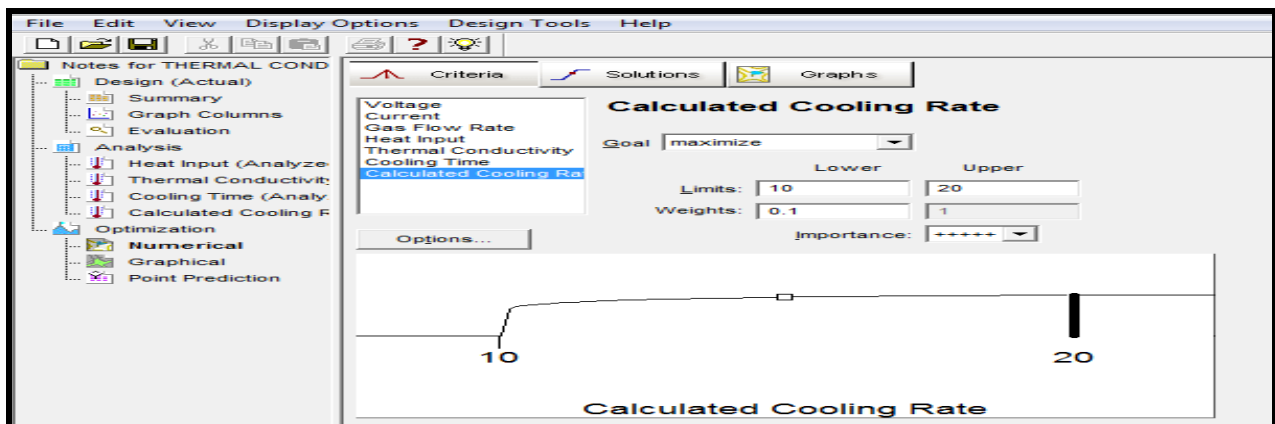 File Edit View Display Options Design Tools Help
Notes for THERMAL COND
Design (Actual)
Summary
Graph Columns
Evaluation
Analysis
Heat Input (Analyze
Thermal Conductivit
Cooling Time (Analy
Calculated Cooling R
Optimization
Numerical
Graphical
Point Prediction
Criteria Solutions Graphs
Voltage
Current
Gas Flow Rate
Heat Input
Thermal Conductivity
Cooling Time
Calculated Cooling Ra
Options...
Calculated Cooling Rate
Goal maximize
Lower Upper
Limits: 10 20
Weights: 0.1 1
Importance: +++++
10 20
Calculated Cooling Rate